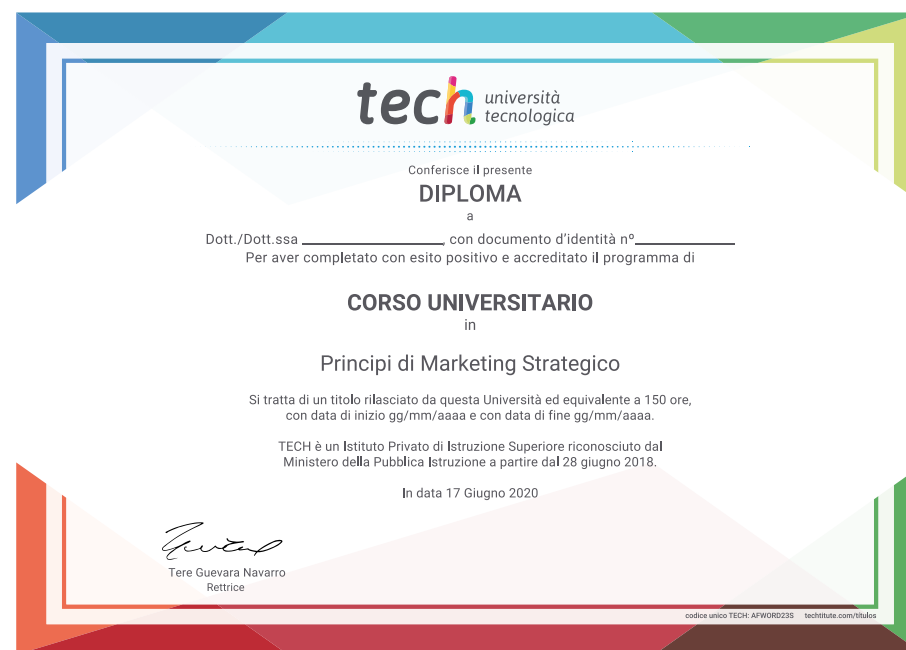 tech università
tecnologica
Conferisce il presente
DIPLOMA
a
Dott./Dott.ssa ____________________, con documento d'identità nº______________
Per aver completato con esito positivo e accreditato il programma di
CORSO UNIVERSITARIO
in
Principi di Marketing Strategico
Si tratta di un titolo rilasciato da questa Università ed equivalente a 150 ore,
con data di inizio gg/mm/aaaa e con data di fine gg/mm/aaaa.
TECH è un Istituto Privato di Istruzione Superiore riconosciuto dal
Ministero della Pubblica Istruzione a partire dal 28 giugno 2018.
In data 17 Giugno 2020
Tere Guevara Navarro
Rettrice
codice unico TECH: AFWORD23S techtitute.com/titulos